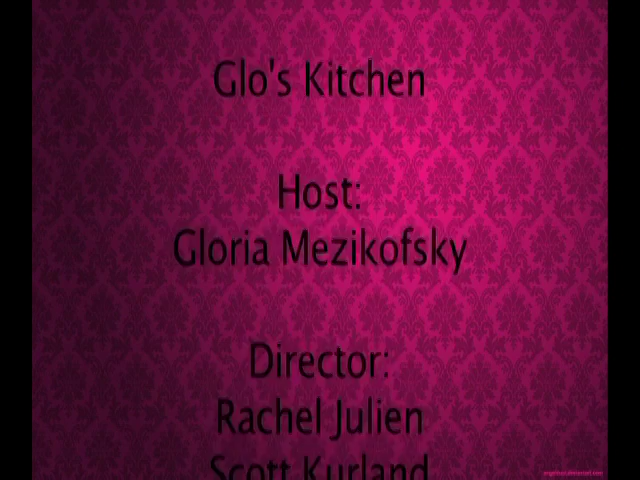 Glo's Kitchen
Host:
Gloria Mezikofsky
Director:
Rachel Julien
Scott Kurland